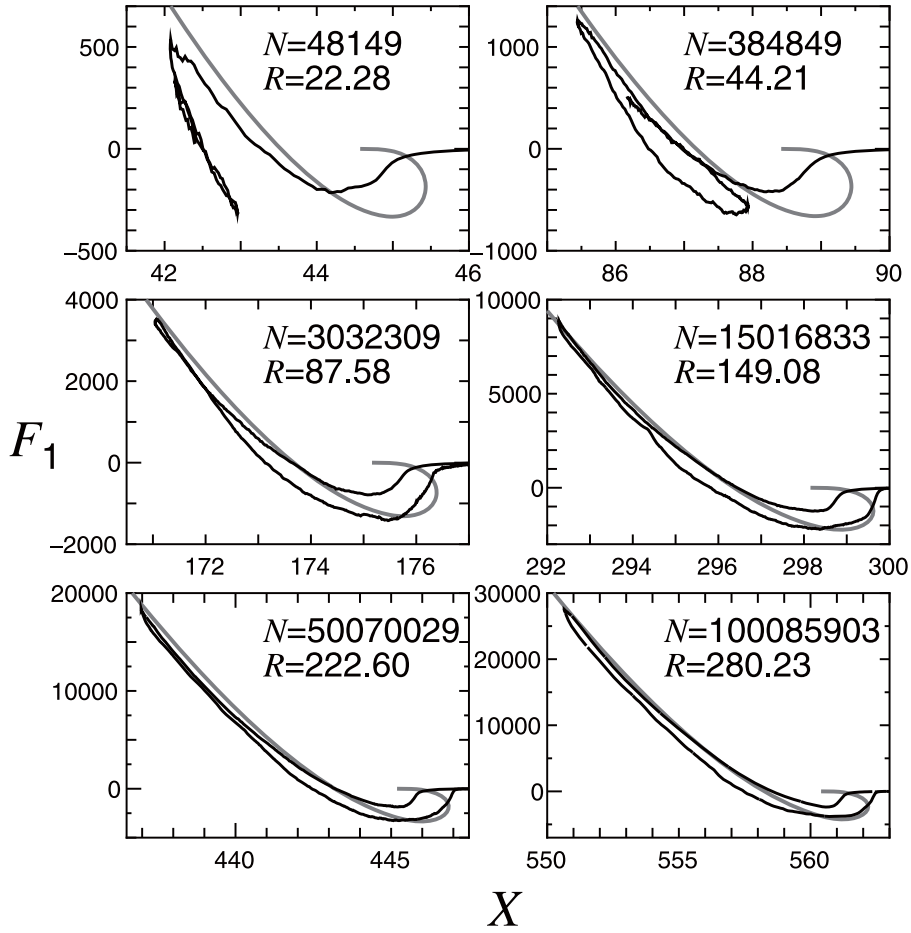 500
0
−500
42
44
46
N=48149
R=22.28
1000
0
−1000
86
88
90
N=384849
R=44.21
4000
2000
0
−2000
172
174
176
N=3032309
R=87.58
10000
5000
0
292
294
296
298
300
N=15016833
R=149.08
20000
10000
0
440
445
N=50070029
R=222.60
30000
20000
10000
0
550
555
560
N=100085903
R=280.23
F1
X